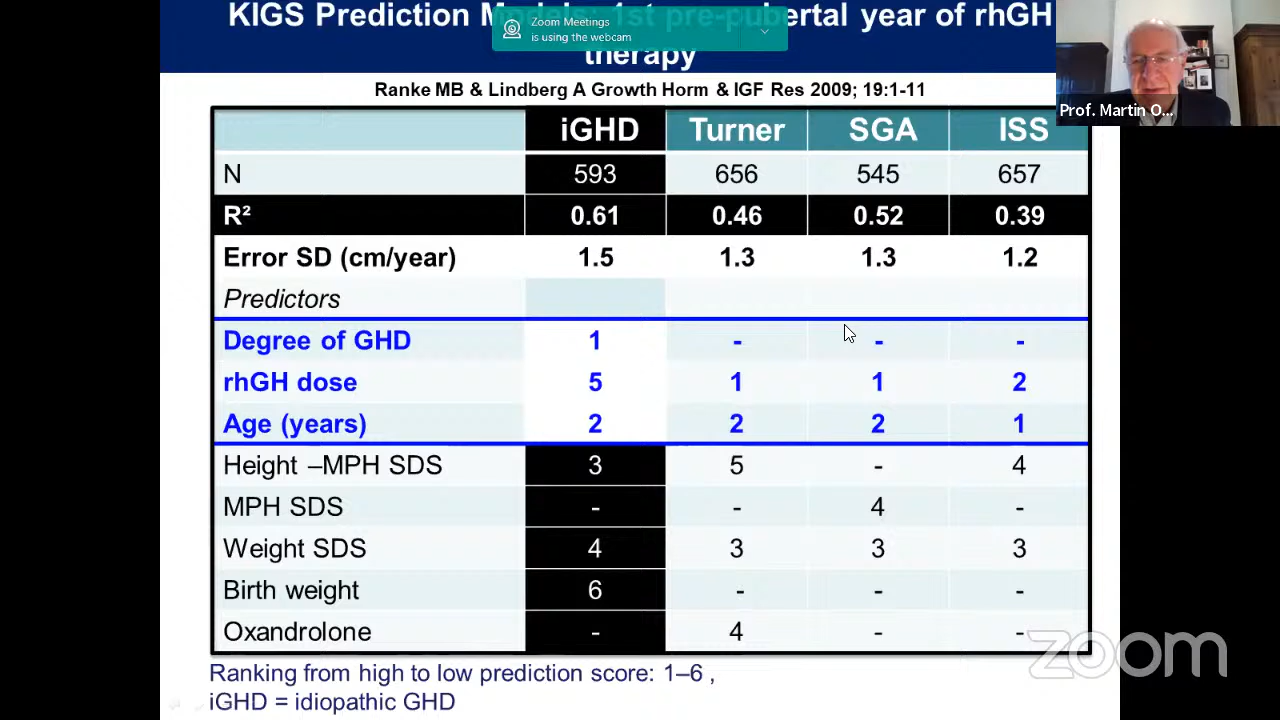 KIGS Prediction M 1st pre-pubertal year of rhGH
therapy
Zoom Meetings
is using the webcam
Prof. Martin O...
Ranke MB & Lindberg A Growth Horm & IGF Res 2009; 19:1-11
iGHD Turner SGA ISS
N 593 656 545 657
R² 0.61 0.46 0.52 0.39
Error SD (cm/year) 1.5 1.3 1.3 1.2
Predictors
Degree of GHD 1 - - -
rhGH dose 5 1 1 2
Age (years) 2 2 2 1
Height –MPH SDS 3 5 - 4
MPH SDS - - 4 -
Weight SDS 4 3 3 3
Birth weight 6 - - -
Oxandrolone - 4 - -
Ranking from high to low prediction score: 1–6 ,
iGHD = idiopathic GHD
zoom